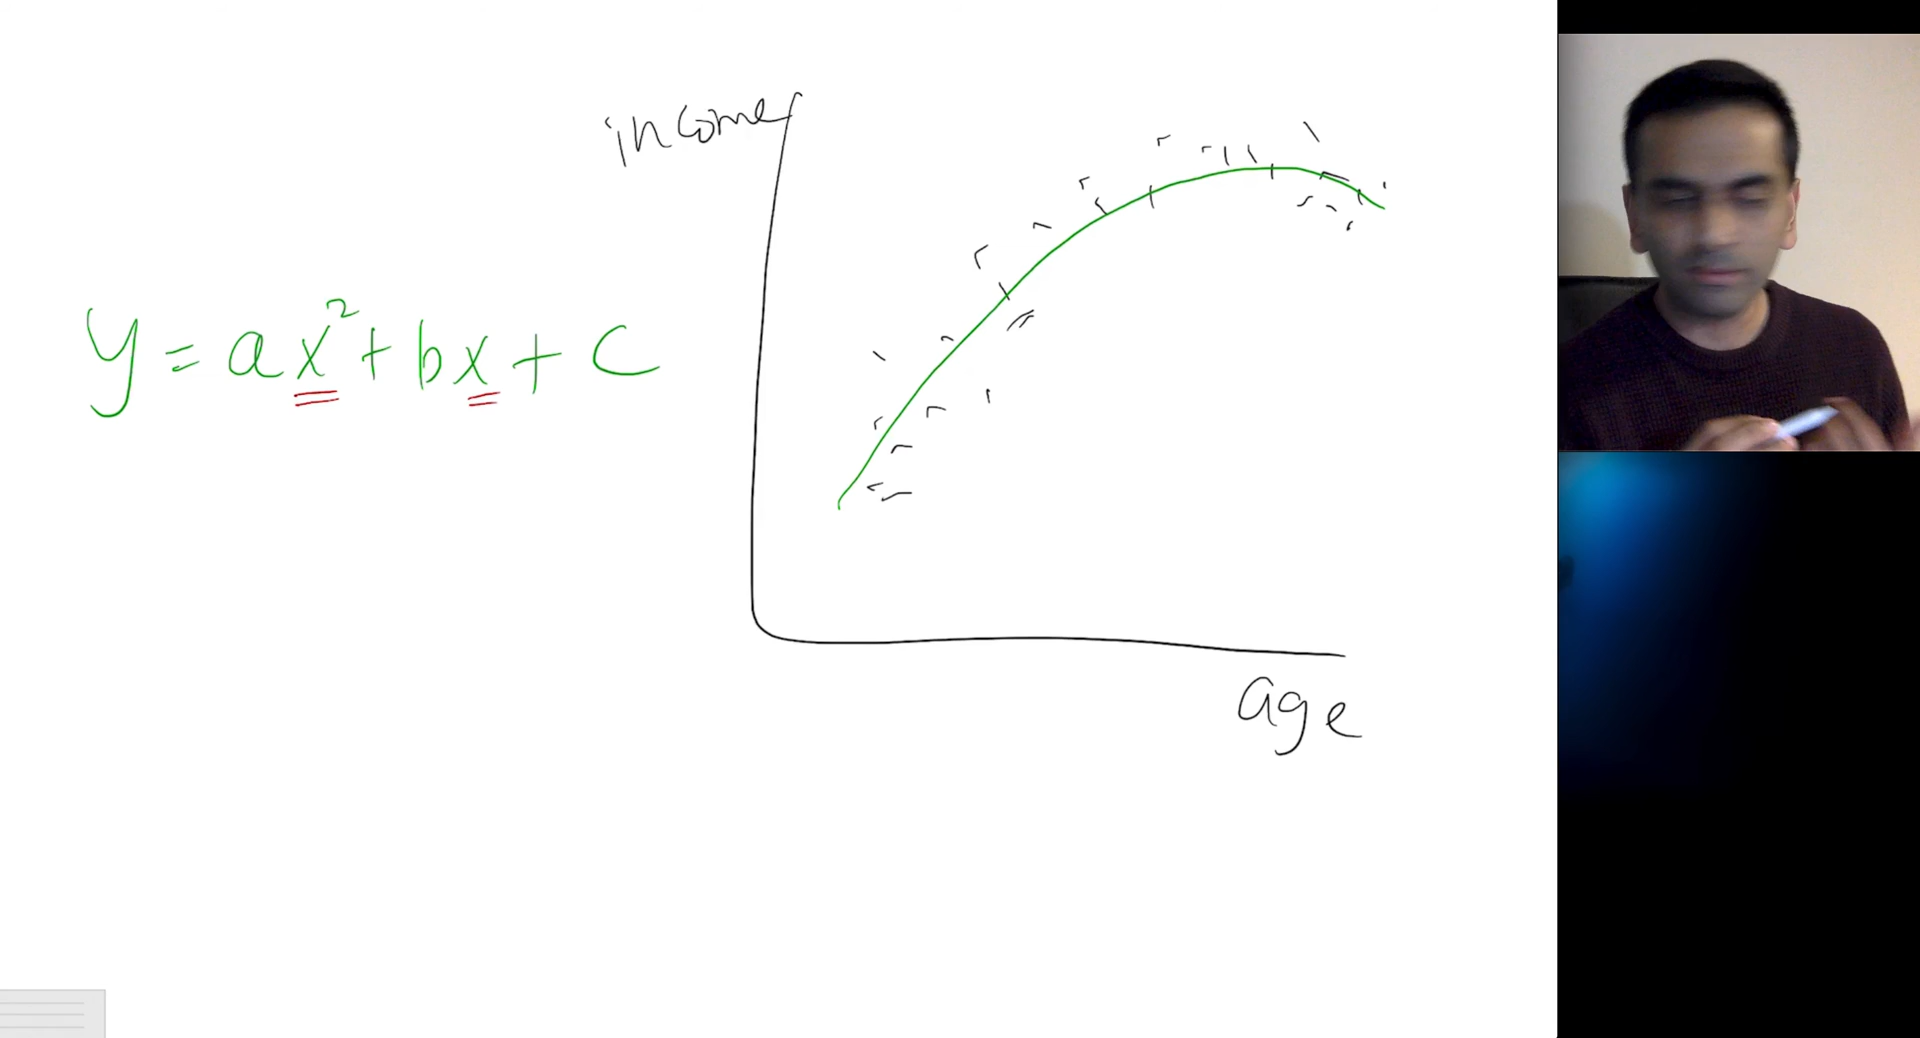 income
y = ax² + bx + c
age